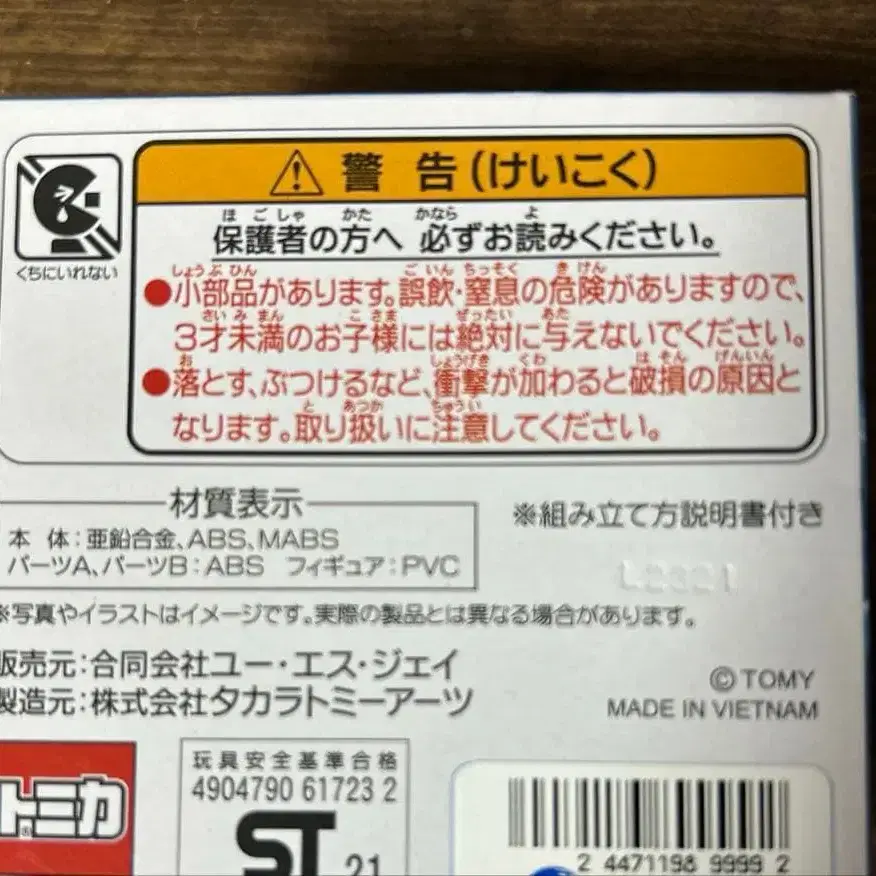 警告(けいこく)
保護者の方へ 必ずお読みください。
くちにいれない
●小部品があります。誤飲・窒息の危険がありますので、
3才未満のお子様には絶対に与えないでください。
●落とす、ぶつけるなど、衝撃が加わると破損の原因と
なります。取り扱いに注意してください。
材質表示
本 体:亜鉛合金、ABS、MABS
パーツA、パーツB:ABS フィギュア:PVC
※組み立て方説明書付き
※写真やイラストはイメージです。実際の製品とは異なる場合があります。
販売元:合同会社ユー・エス・ジェイ
製造元:株式会社タカラトミーアーツ
© TOMY
MADE IN VIETNAM
トミカ
玩具安全基準合格
4904790 61723 2
ST 21
2 4471198 9999 2